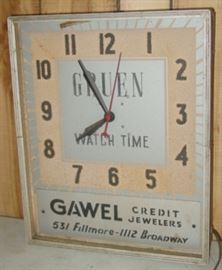 11 12 1
10 2
GRUEN
9 3
WATCH TIME
8 4
7 6 5
GAWEL CREDIT
JEWELERS
531 Fillmore-1112 BROADWAY